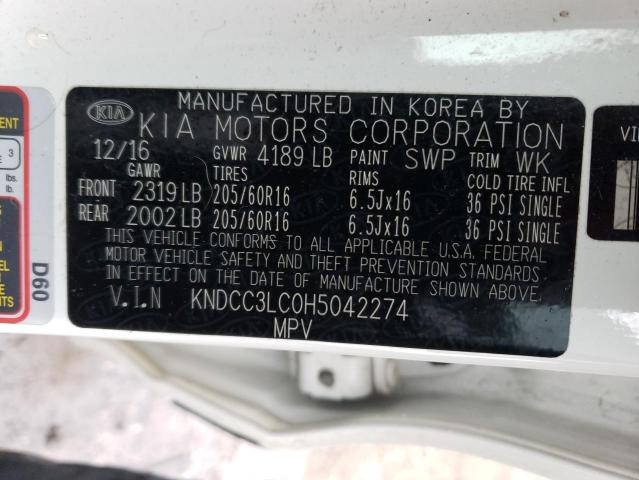 MANUFACTURED IN KOREA BY
KIA KIA MOTORS CORPORATION
12/16 GVWR 4189 LB PAINT SWP TRIM WK
GAWR TIRES RIMS COLD TIRE INFL
FRONT 2319 LB 205/60R16 6.5Jx16 36 PSI SINGLE
REAR 2002 LB 205/60R16 6.5Jx16 36 PSI SINGLE
THIS VEHICLE CONFORMS TO ALL APPLICABLE U.S.A. FEDERAL
MOTOR VEHICLE SAFETY AND THEFT PREVENTION STANDARDS
IN EFFECT ON THE DATE OF MANUFACTURE SHOWN ABOVE.
V.I.N KNDCC3LC0H5042274
MPV
D60
3
lbs.
lb.